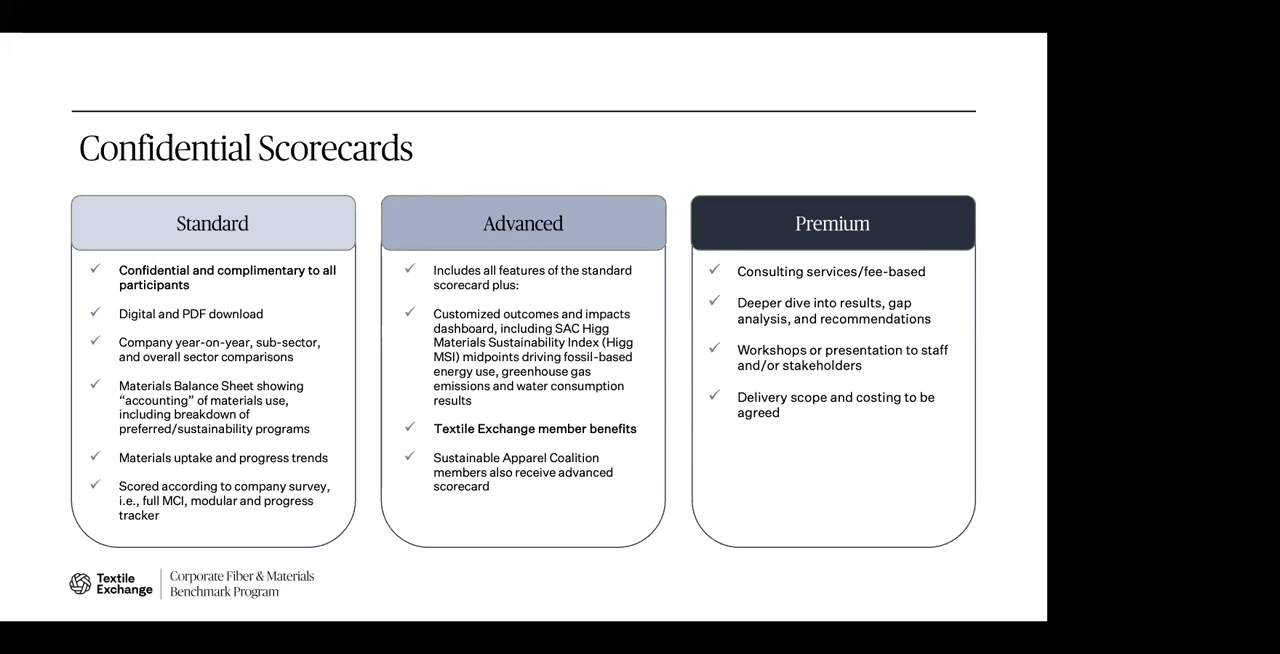 Confidential Scorecards
Standard
Confidential and complimentary to all
participants
Digital and PDF download
Company year-on-year, sub-sector,
and overall sector comparisons
Materials Balance Sheet showing
“accounting” of materials use,
including breakdown of
preferred/sustainability programs
Materials uptake and progress trends
Scored according to company survey,
i.e., full MCI, modular and progress
tracker
Advanced
Includes all features of the standard
scorecard plus:
Customized outcomes and impacts
dashboard, including SAC Higg
Materials Sustainability Index (Higg
MSI) midpoints driving fossil-based
energy use, greenhouse gas
emissions and water consumption
results
Textile Exchange member benefits
Sustainable Apparel Coalition
members also receive advanced
scorecard
Premium
Consulting services/fee-based
Deeper dive into results, gap
analysis, and recommendations
Workshops or presentation to staff
and/or stakeholders
Delivery scope and costing to be
agreed
Textile
Exchange
Corporate Fiber & Materials
Benchmark Program